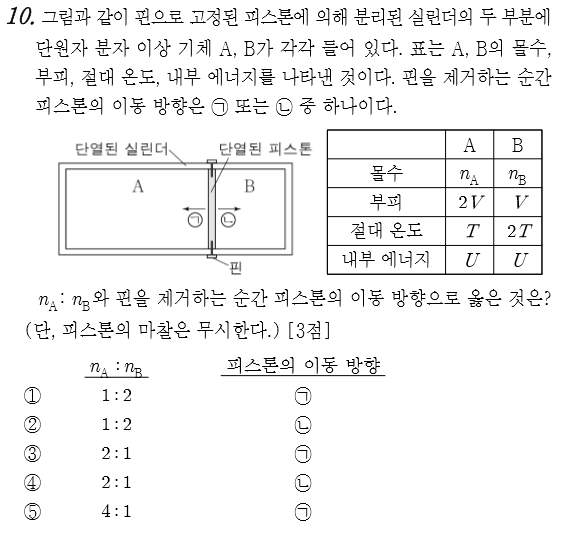 10. 그림과 같이 핀으로 고정된 피스톤에 의해 분리된 실린더의 두 부분에
단원자 분자 이상 기체 A, B가 각각 들어 있다. 표는 A, B의 몰수,
부피, 절대 온도, 내부 에너지를 나타낸 것이다. 핀을 제거하는 순간
피스톤의 이동 방향은 ㉠ 또는 ㉡ 중 하나이다.
단열된 실린더 단열된 피스톤
A B
㉠ ㉡
핀
A B
몰수 nA nB
부피 2V V
절대 온도 T 2T
내부 에너지 U U
nA : nB와 핀을 제거하는 순간 피스톤의 이동 방향으로 옳은 것은?
(단, 피스톤의 마찰은 무시한다.) [3점]
nA : nB 피스톤의 이동 방향
① 1 : 2 ㉠
② 1 : 2 ㉡
③ 2 : 1 ㉠
④ 2 : 1 ㉡
⑤ 4 : 1 ㉠